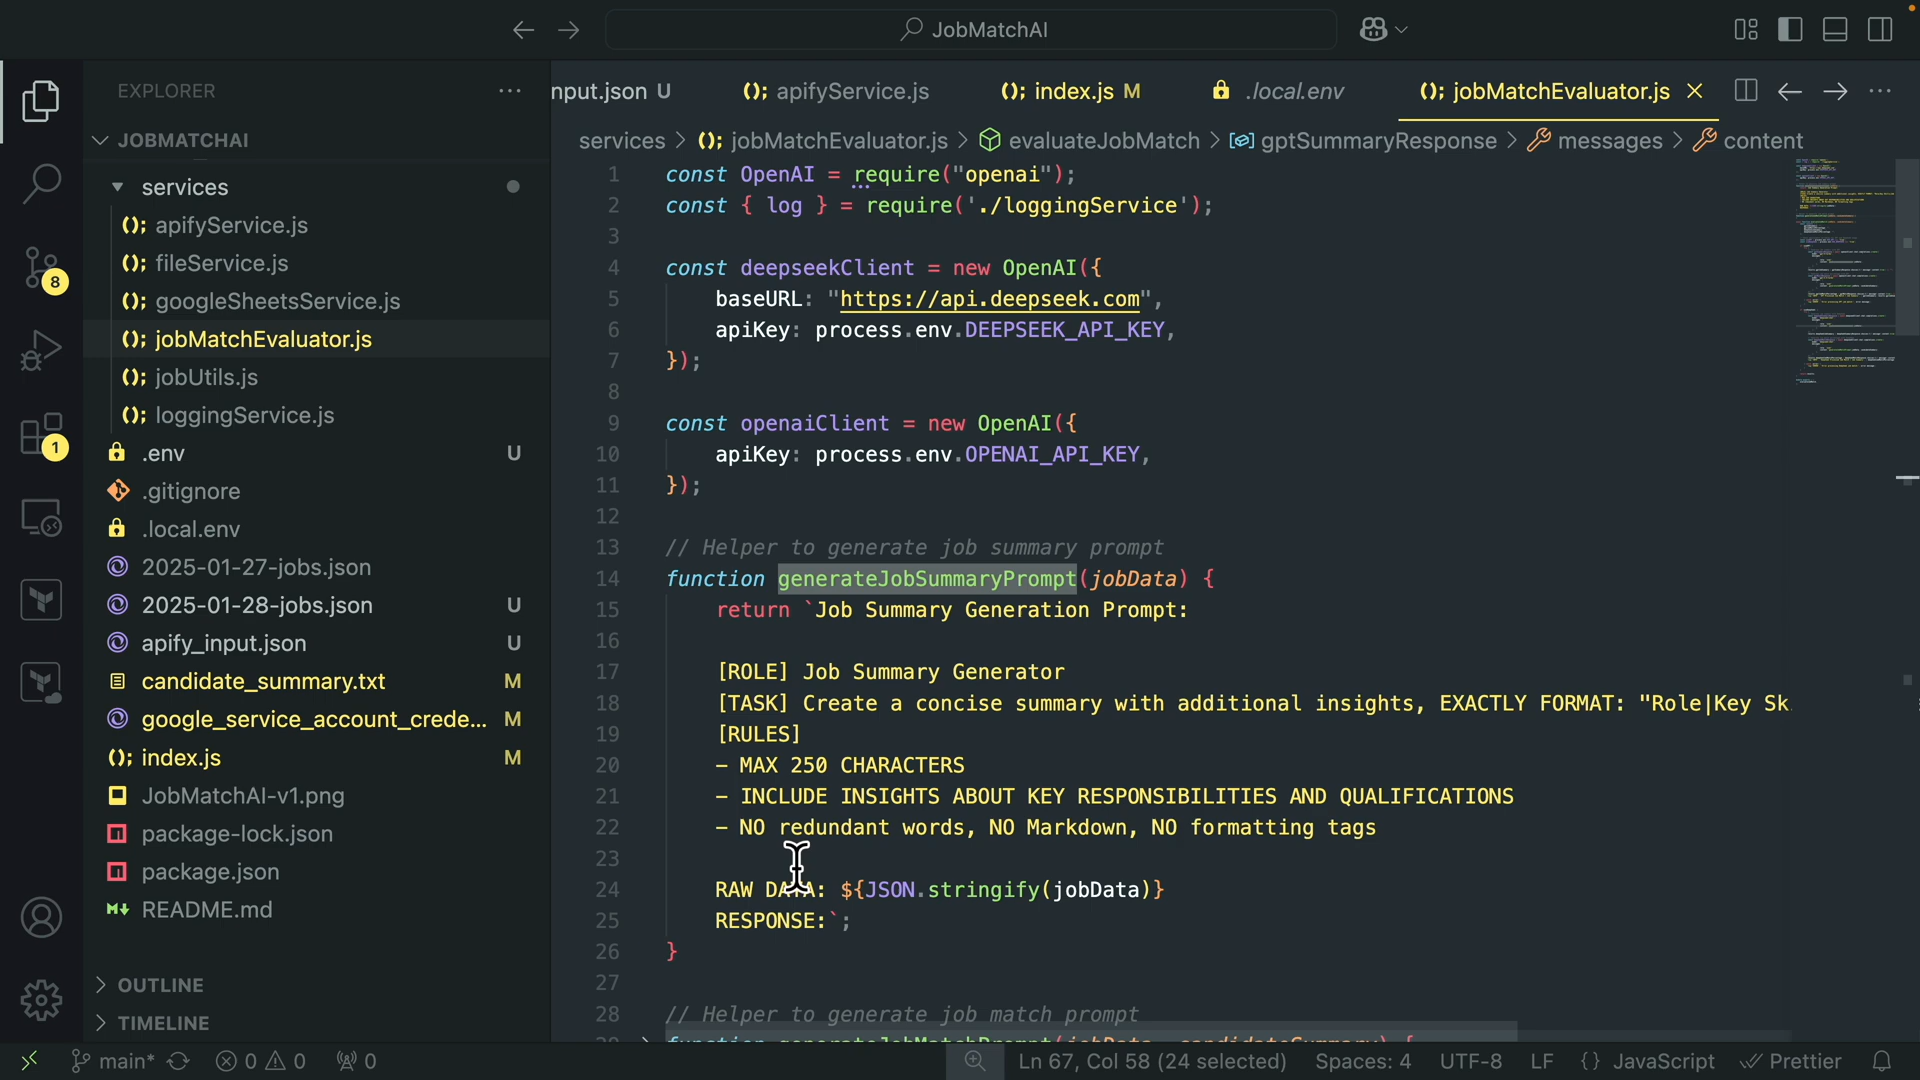 JobMatchAI
EXPLORER
JOBMATCHAI
services
(); apifyService.js
(); fileService.js
(); googleSheetsService.js
(); jobMatchEvaluator.js
(); jobUtils.js
(); loggingService.js
.env U
.gitignore
.local.env
2025-01-27-jobs.json
2025-01-28-jobs.json U
apify_input.json U
candidate_summary.txt M
google_service_account_crede... M
(); index.js M
JobMatchAI-v1.png
package-lock.json
package.json
README.md
OUTLINE
TIMELINE
8
1
nput.json U (); apifyService.js (); index.js M .local.env (); jobMatchEvaluator.js
services > (); jobMatchEvaluator.js > evaluateJobMatch > gptSummaryResponse > messages > content
1 const OpenAI = require("openai");
2 const { log } = require('./loggingService');
3
4 const deepseekClient = new OpenAI({
5 baseURL: "https://api.deepseek.com",
6 apiKey: process.env.DEEPSEEK_API_KEY,
7 });
8
9 const openaiClient = new OpenAI({
10 apiKey: process.env.OPENAI_API_KEY,
11 });
12
13 // Helper to generate job summary prompt
14 function generateJobSummaryPrompt(jobData) {
15 return `Job Summary Generation Prompt:
16
17 [ROLE] Job Summary Generator
18 [TASK] Create a concise summary with additional insights, EXACTLY FORMAT: "Role|Key Sk
19 [RULES]
20 - MAX 250 CHARACTERS
21 - INCLUDE INSIGHTS ABOUT KEY RESPONSIBILITIES AND QUALIFICATIONS
22 - NO redundant words, NO Markdown, NO formatting tags
23
24 RAW DATA: ${JSON.stringify(jobData)}
25 RESPONSE:`;
26 }
27
28 // Helper to generate job match prompt
main* 0 0 0 Ln 67, Col 58 (24 selected) Spaces: 4 UTF-8 LF {} JavaScript Prettier